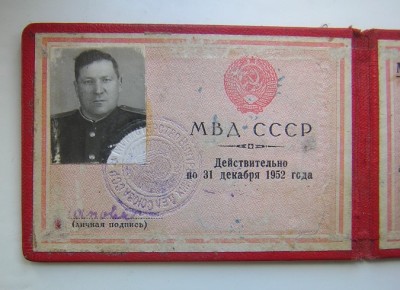 МВД СССР
Действительно
по 31 декабря 1952 года
(личная подпись)